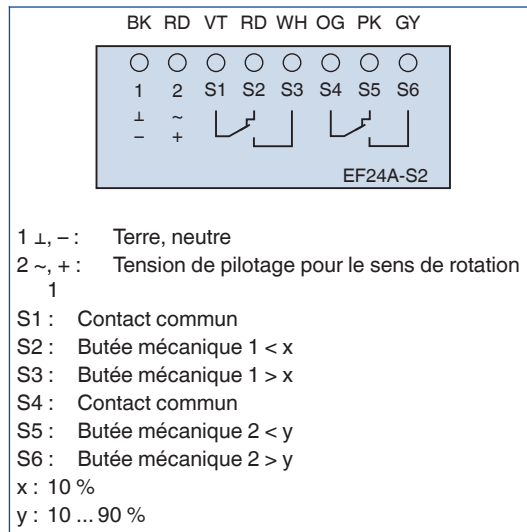 BK RD VT RD WH OG PK GY
1 2 S1 S2 S3 S4 S5 S6
⊥ ~
– +
EF24A-S2
1 ⊥, – : Terre, neutre
2 ~, + : Tension de pilotage pour le sens de rotation
1
S1 : Contact commun
S2 : Butée mécanique 1 < x
S3 : Butée mécanique 1 > x
S4 : Contact commun
S5 : Butée mécanique 2 < y
S6 : Butée mécanique 2 > y
x : 10 %
y : 10 ... 90 %